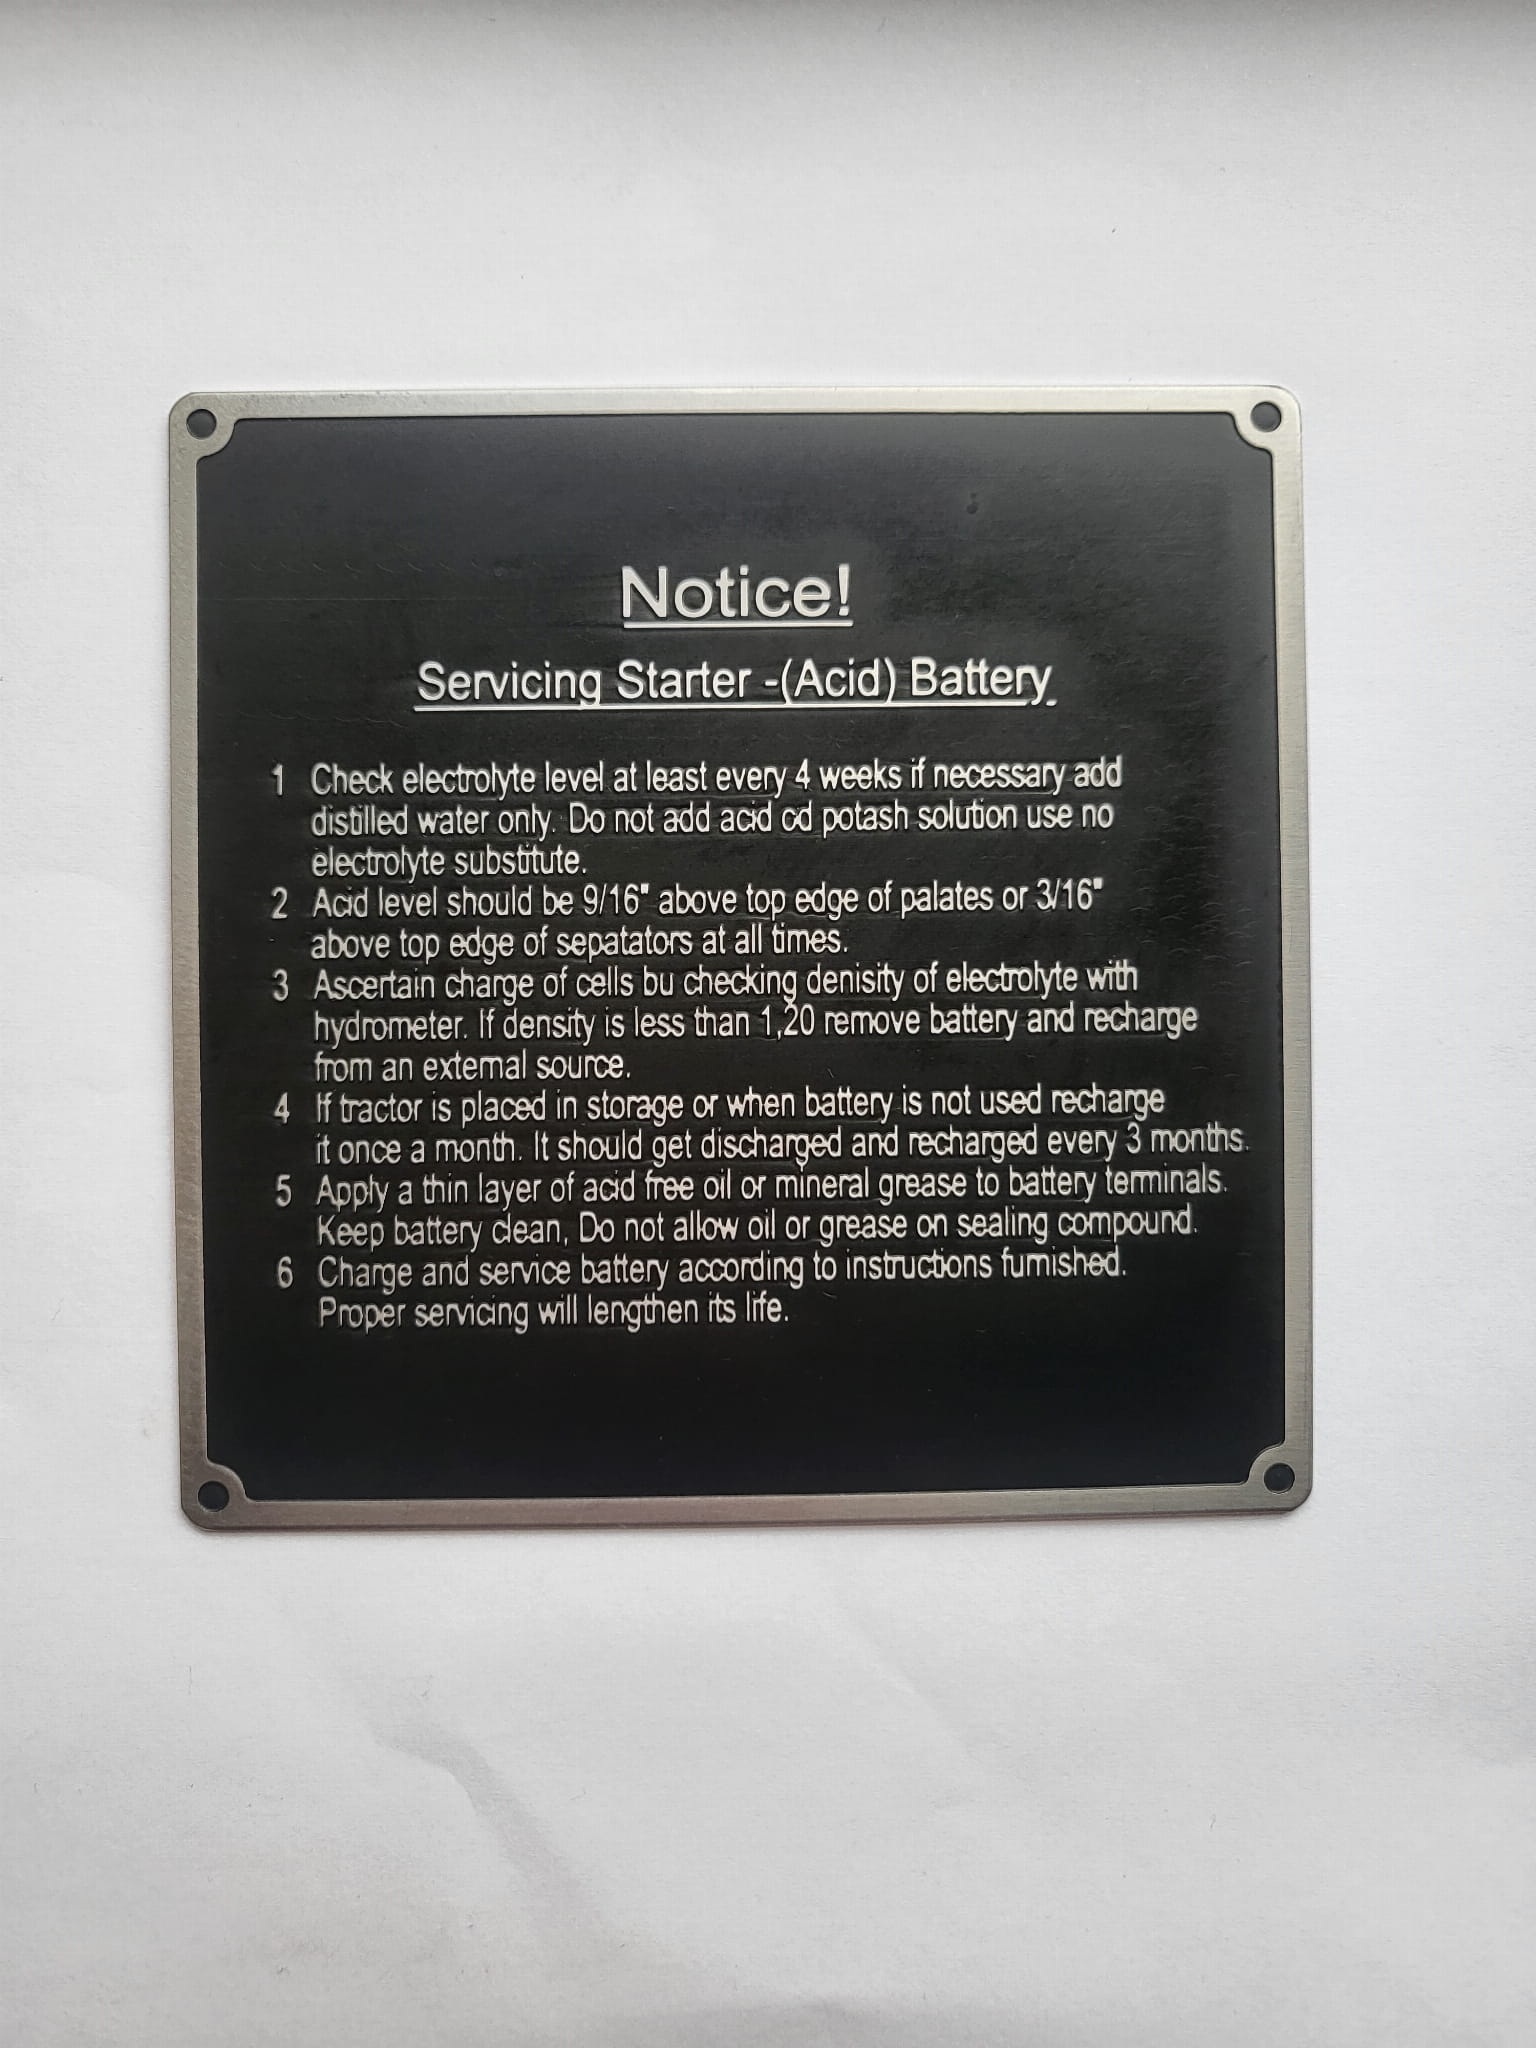 Notice!
Servicing Starter -(Acid) Battery.
1 Check electrolyte level at least every 4 weeks if necessary add
distilled water only. Do not add acid od potash solution use no
electrolyte substitute.
2 Acid level should be 9/16" above top edge of palates or 3/16"
above top edge of sepatators at all times.
3 Ascertain charge of cells bu checking denisity of electrolyte with
hydrometer. If density is less than 1,20 remove battery and recharge
from an external source.
4 If tractor is placed in storage or when battery is not used recharge
it once a month. It should get discharged and recharged every 3 months.
5 Apply a thin layer of acid free oil or mineral grease to battery terminals.
Keep battery clean, Do not allow oil or grease on sealing compound.
6 Charge and service battery according to instructions furnished.
Proper servicing will lengthen its life.